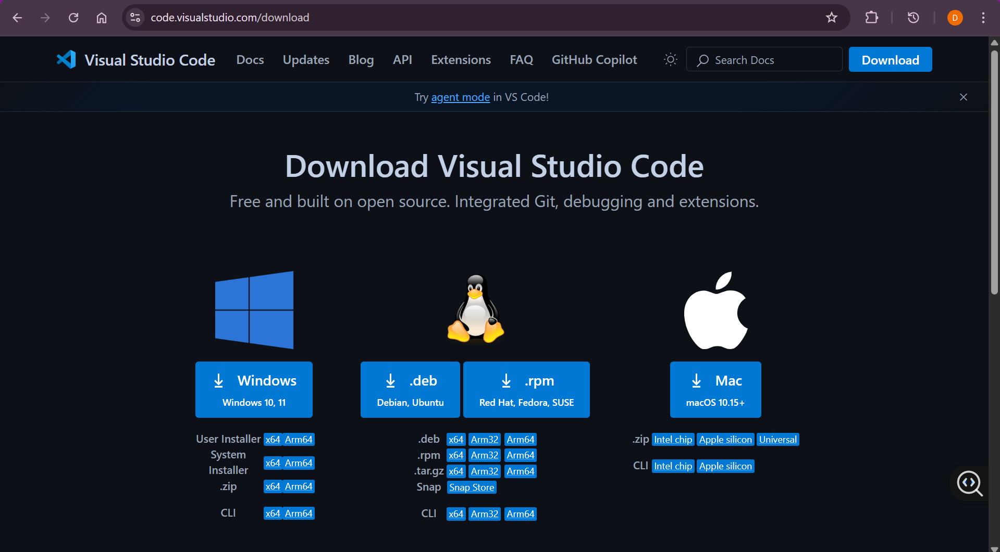 code.visualstudio.com/download
D
Visual Studio Code Docs Updates Blog API Extensions FAQ GitHub Copilot Search Docs Download
Try agent mode in VS Code!
Download Visual Studio Code
Free and built on open source. Integrated Git, debugging and extensions.
Windows
Windows 10, 11
User Installer x64 Arm64
System
Installer x64 Arm64
.zip x64 Arm64
CLI x64 Arm64
.deb
Debian, Ubuntu
.rpm
Red Hat, Fedora, SUSE
.deb x64 Arm32 Arm64
.rpm x64 Arm32 Arm64
.tar.gz x64 Arm32 Arm64
Snap Snap Store
CLI x64 Arm32 Arm64
Mac
macOS 10.15+
.zip Intel chip Apple silicon Universal
CLI Intel chip Apple silicon